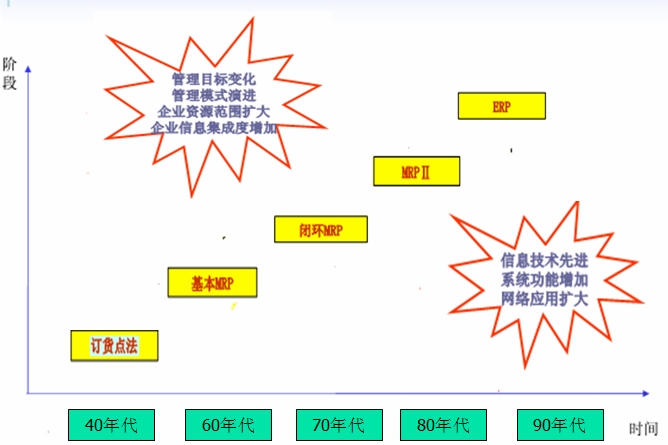 阶
段
管理目标变化
管理模式演进
企业资源范围扩大
企业信息集成度增加
ERP
MRPⅡ
闭环MRP
基本MRP
订货点法
信息技术先进
系统功能增加
网络应用扩大
40年代
60年代
70年代
80年代
90年代
时间